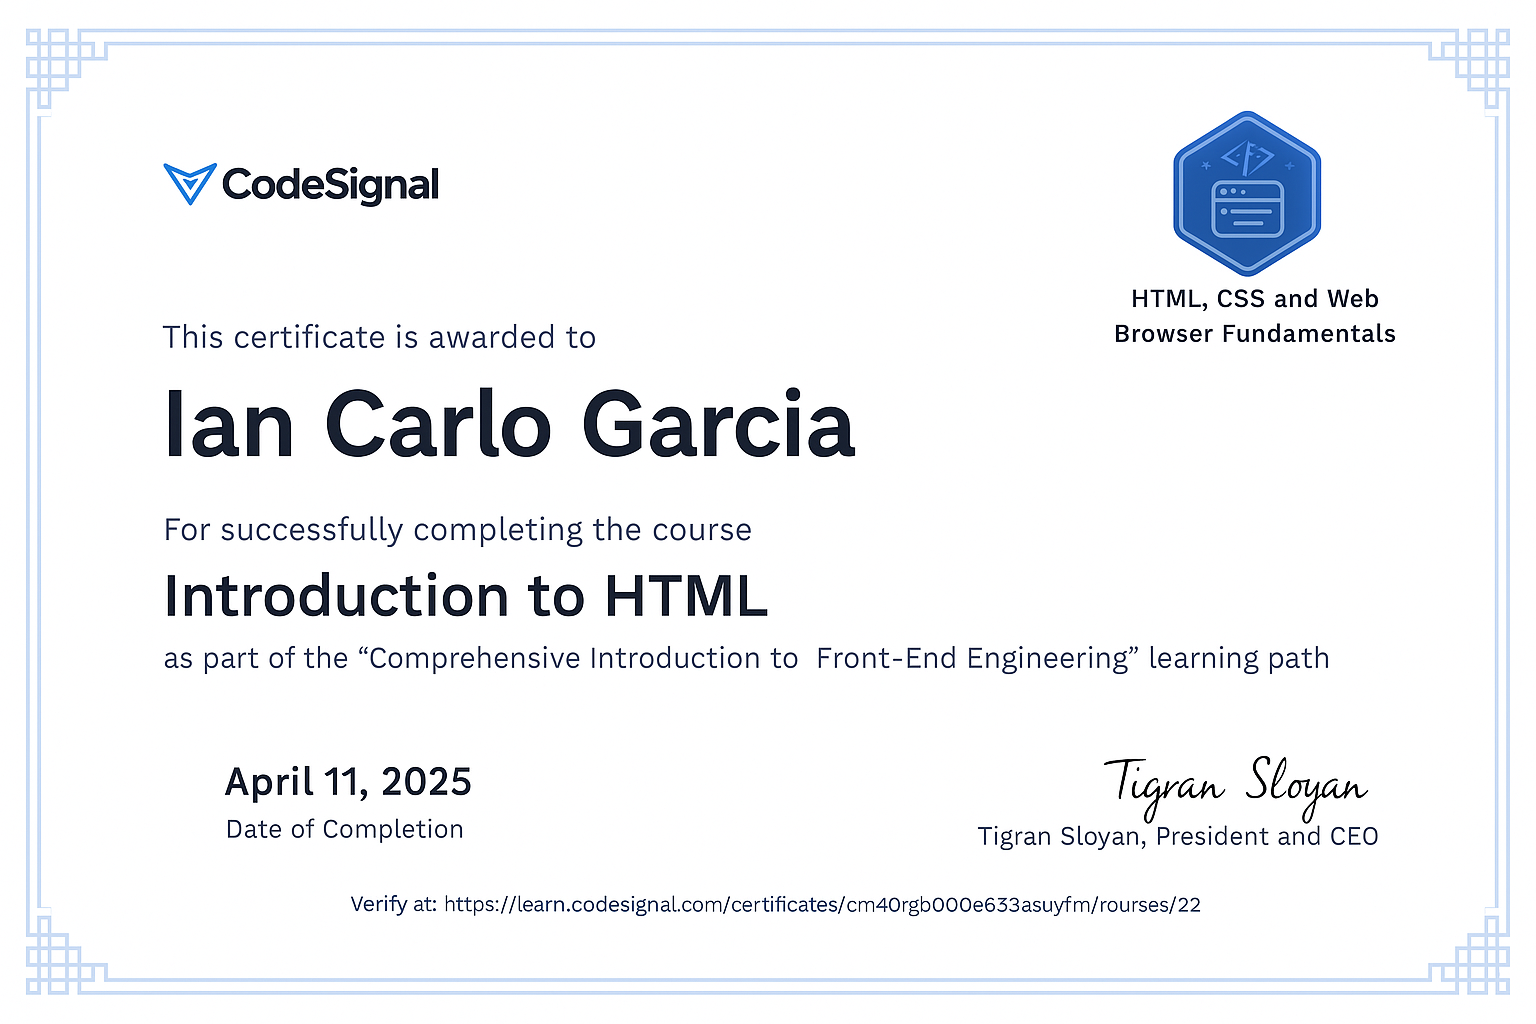 CodeSignal
HTML, CSS and Web
Browser Fundamentals
This certificate is awarded to
Ian Carlo Garcia
For successfully completing the course
Introduction to HTML
as part of the “Comprehensive Introduction to  Front-End Engineering” learning path
April 11, 2025
Date of Completion
Tigran Sloyan
Tigran Sloyan, President and CEO
Verify at: https://learn.codesignal.com/certificates/cm40rgb000e633asuyfm/rourses/22